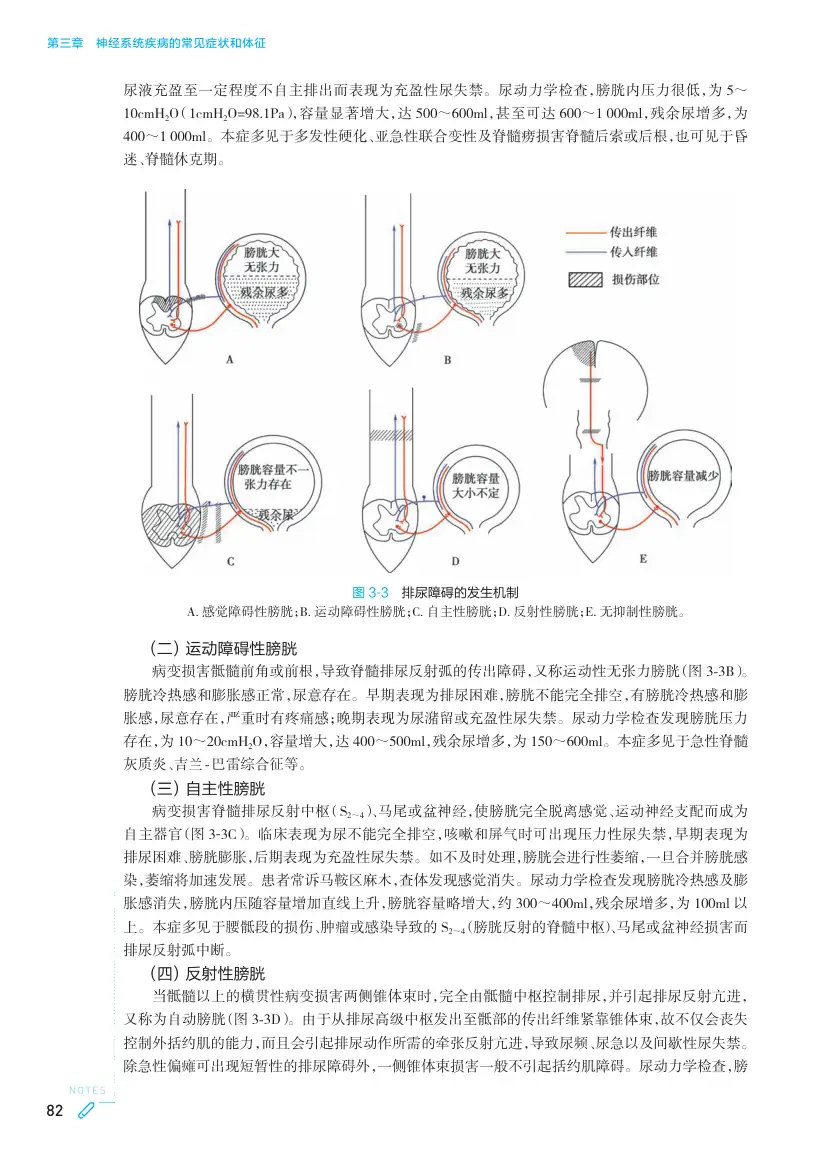 第三章 神经系统疾病的常见症状和体征
尿液充盈至一定程度不自主排出而表现为充盈性尿失禁。尿动力学检查,膀胱内压力很低,为 5～
10cmH₂O(1cmH₂O=98.1Pa),容量显著增大,达 500～600ml,甚至可达 600～1 000ml,残余尿增多,为
400～1 000ml。本症多见于多发性硬化、亚急性联合变性及脊髓痨损害脊髓后索或后根,也可见于昏
迷、脊髓休克期。
膀胱大
无张力
残余尿多
A
膀胱大
无张力
残余尿多
B
传出纤维
传入纤维
损伤部位
膀胱容量不一
张力存在
残余尿
C
膀胱容量
大小不定
D
膀胱容量减少
E
图 3-3 排尿障碍的发生机制
A. 感觉障碍性膀胱;B. 运动障碍性膀胱;C. 自主性膀胱;D. 反射性膀胱;E. 无抑制性膀胱。
(二)运动障碍性膀胱
病变损害骶髓前角或前根,导致脊髓排尿反射弧的传出障碍,又称运动性无张力膀胱(图 3-3B)。
膀胱冷热感和膨胀感正常,尿意存在。早期表现为排尿困难,膀胱不能完全排空,有膀胱冷热感和膨
胀感,尿意存在,严重时有疼痛感;晚期表现为尿潴留或充盈性尿失禁。尿动力学检查发现膀胱压力
存在,为 10～20cmH₂O,容量增大,达 400～500ml,残余尿增多,为 150～600ml。本症多见于急性脊髓
灰质炎、吉兰-巴雷综合征等。
(三)自主性膀胱
病变损害脊髓排尿反射中枢(S₂～₄)、马尾或盆神经,使膀胱完全脱离感觉、运动神经支配而成为
自主器官(图 3-3C)。临床表现为尿不能完全排空,咳嗽和屏气时可出现压力性尿失禁,早期表现为
排尿困难、膀胱膨胀,后期表现为充盈性尿失禁。如不及时处理,膀胱会进行性萎缩,一旦合并膀胱感
染,萎缩将加速发展。患者常诉马鞍区麻木,查体发现感觉消失。尿动力学检查发现膀胱冷热感及膨
胀感消失,膀胱内压随容量增加直线上升,膀胱容量略增大,约 300～400ml,残余尿增多,为 100ml 以
上。本症多见于腰骶段的损伤、肿瘤或感染导致的 S₂～₄(膀胱反射的脊髓中枢)、马尾或盆神经损害而
排尿反射弧中断。
(四)反射性膀胱
当骶髓以上的横贯性病变损害两侧锥体束时,完全由骶髓中枢控制排尿,并引起排尿反射亢进,
又称为自动膀胱(图 3-3D)。由于从排尿高级中枢发出至骶部的传出纤维紧靠锥体束,故不仅会丧失
控制外括约肌的能力,而且会引起排尿动作所需的牵张反射亢进,导致尿频、尿急以及间歇性尿失禁。
除急性偏瘫可出现短暂性的排尿障碍外,一侧锥体束损害一般不引起括约肌障碍。尿动力学检查,膀
NOTES
82